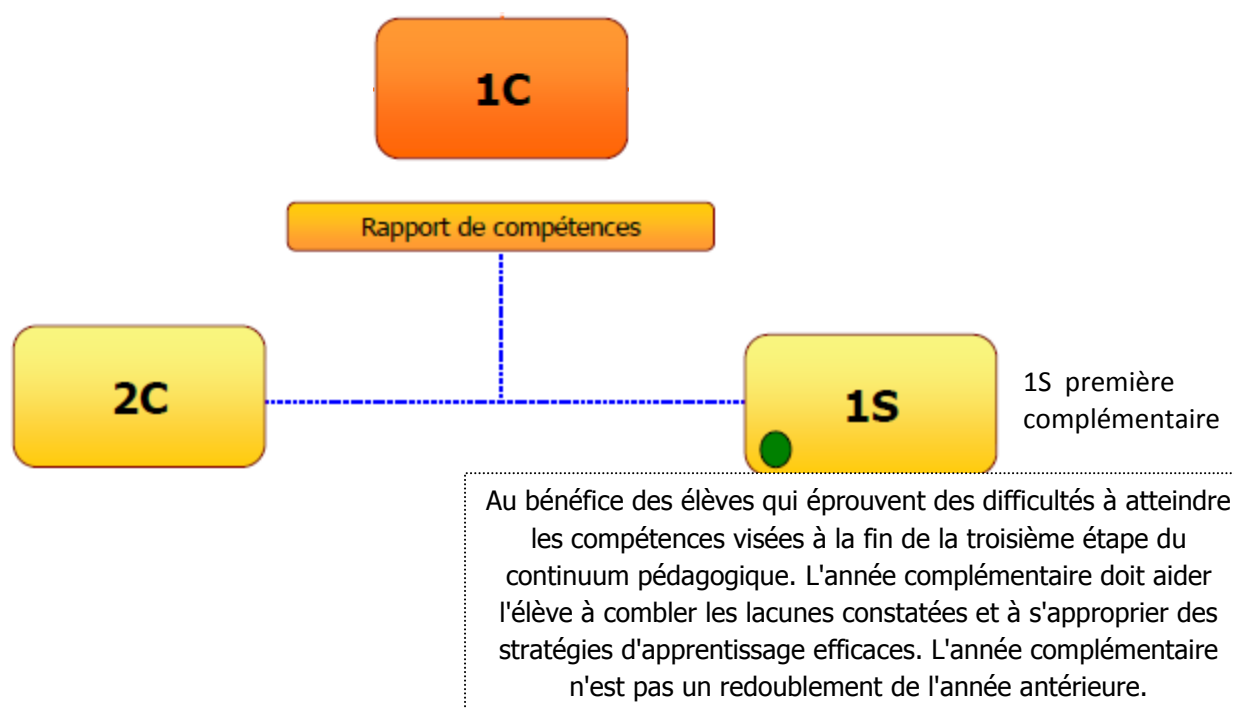 1C
Rapport de compétences
2C
1S
1S première
complémentaire
Au bénéfice des élèves qui éprouvent des difficultés à atteindre
les compétences visées à la fin de la troisième étape du
continuum pédagogique. L'année complémentaire doit aider
l'élève à combler les lacunes constatées et à s'approprier des
stratégies d'apprentissage efficaces. L'année complémentaire
n'est pas un redoublement de l'année antérieure.